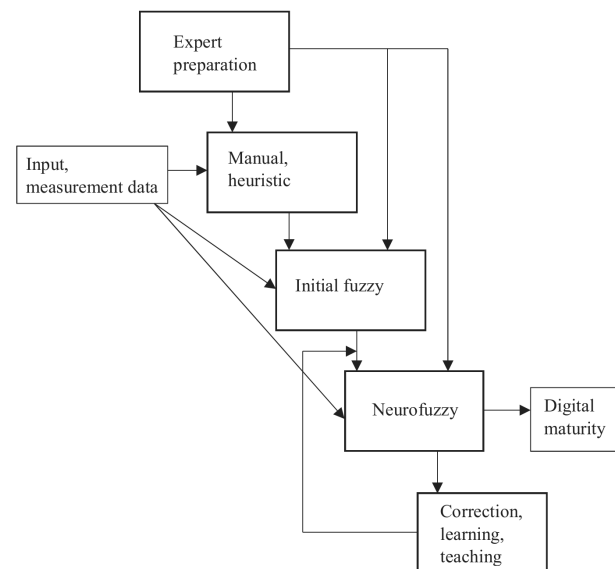 Expert
preparation
Manual,
heuristic
Input,
measurement data
Initial fuzzy
Neurofuzzy
Digital
maturity
Correction,
learning,
teaching